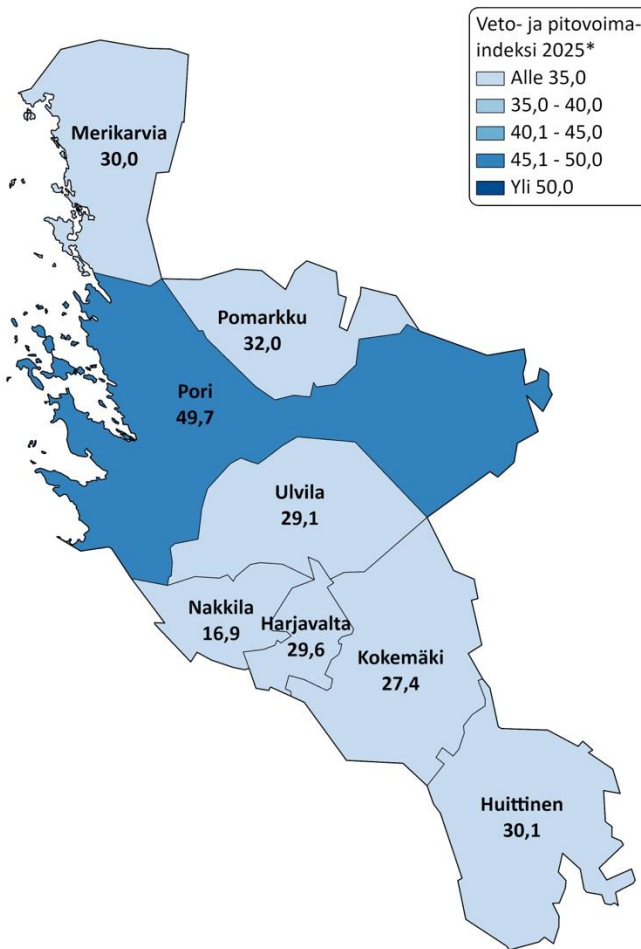 Veto- ja pitovoima-
indeksi 2025*
Alle 35,0
35,0 - 40,0
40,1 - 45,0
45,1 - 50,0
Yli 50,0
Merikarvia
30,0
Pomarkku
32,0
Pori
49,7
Ulvila
29,1
Nakkila
16,9
Harjavalta
29,6
Kokemäki
27,4
Huittinen
30,1